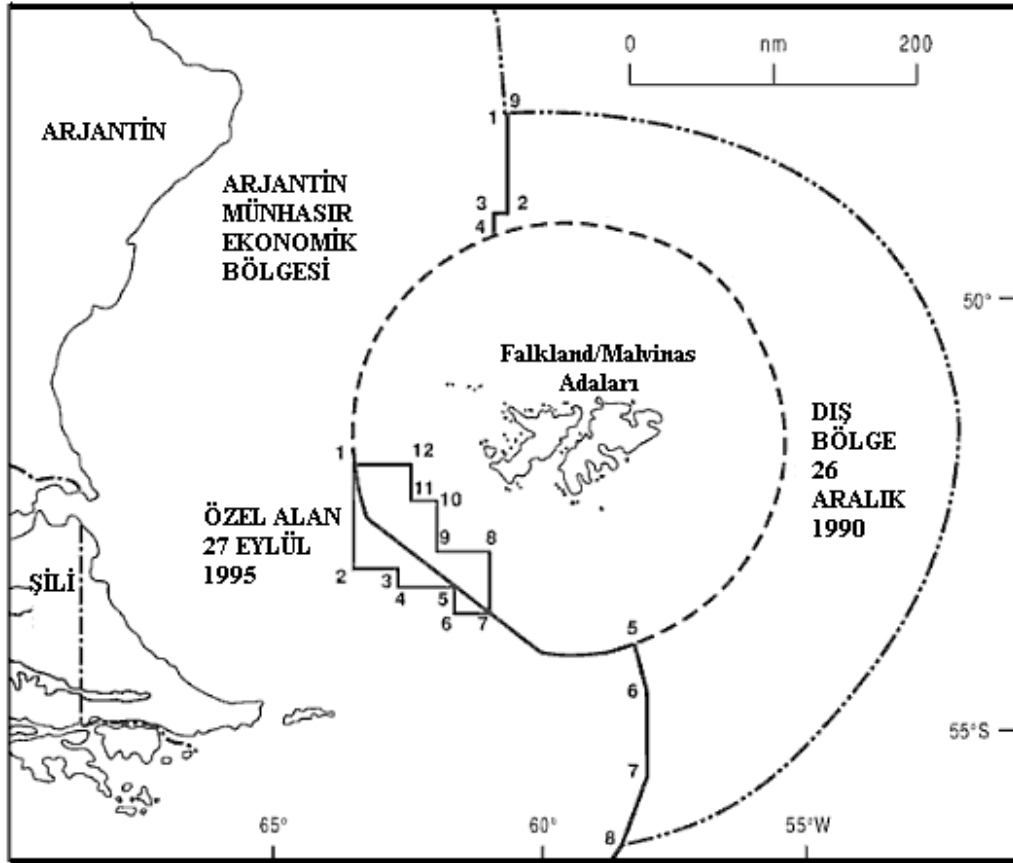 0 nm 200
ARJANTİN
9
1
ARJANTİN
MÜNHASIR
EKONOMİK
BÖLGESİ
3 2
4
50°
Falkland/Malvinas
Adaları
DIŞ
BÖLGE
26
ARALIK
1990
1 12
11 10
ÖZEL ALAN
27 EYLÜL
1995
9 8
2 3
4 5
6 7
ŞİLİ
5
6
55°S
7
8
65° 60° 55°W